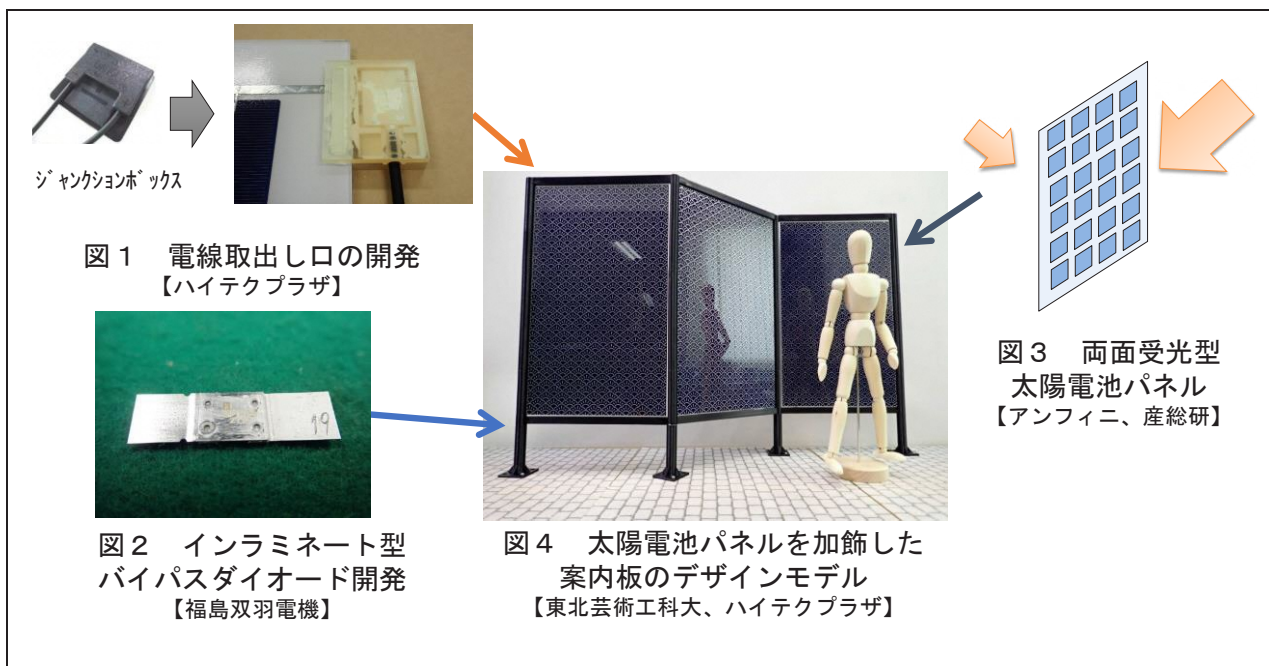 ジャンクションボックス
図1 電線取出し口の開発
【ハイテクプラザ】
19
図2 インラミネート型
バイパスダイオード開発
【福島双羽電機】
図3 両面受光型
太陽電池パネル
【アンフィニ、産総研】
図4 太陽電池パネルを加飾した
案内板のデザインモデル
【東北芸術工科大、ハイテクプラザ】